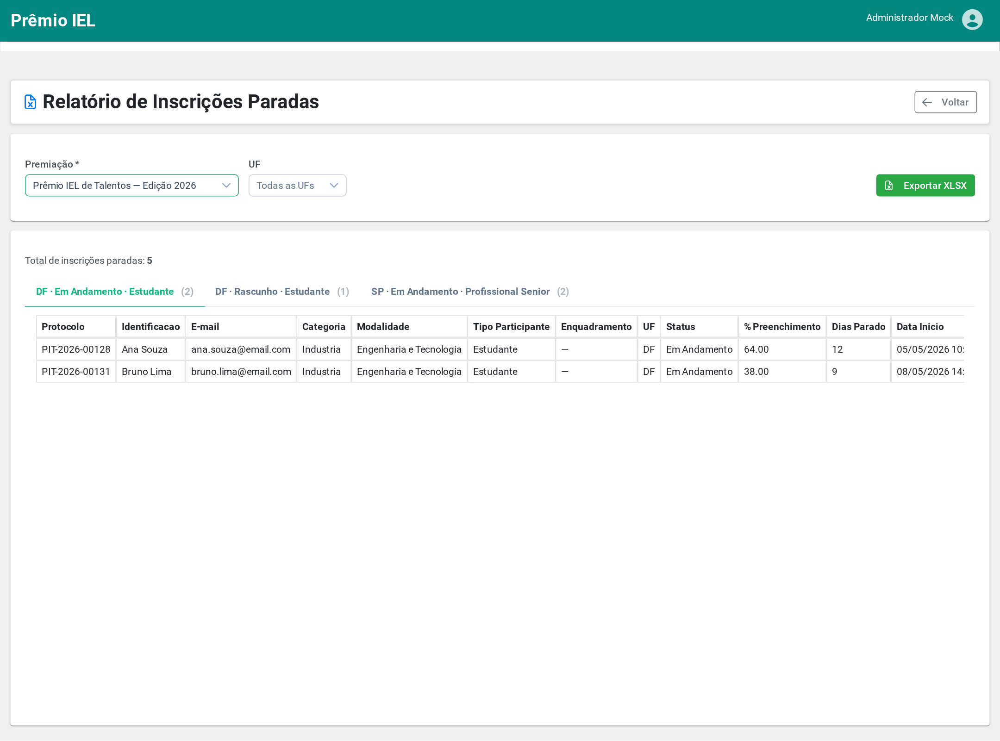 Prêmio IEL
Administrador Mock
Relatório de Inscrições Paradas
Voltar
Premiação *
UF
Prêmio IEL de Talentos — Edição 2026
Todas as UFs
Exportar XLSX
Total de inscrições paradas: 5
DF · Em Andamento · Estudante (2)
DF · Rascunho · Estudante (1)
SP · Em Andamento · Profissional Senior (2)
Protocolo Identificacao E-mail Categoria Modalidade Tipo Participante Enquadramento UF Status % Preenchimento Dias Parado Data Inicio
PIT-2026-00128 Ana Souza ana.souza@email.com Industria Engenharia e Tecnologia Estudante — DF Em Andamento 64.00 12 05/05/2026 10:
PIT-2026-00131 Bruno Lima bruno.lima@email.com Industria Engenharia e Tecnologia Estudante — DF Em Andamento 38.00 9 08/05/2026 14: